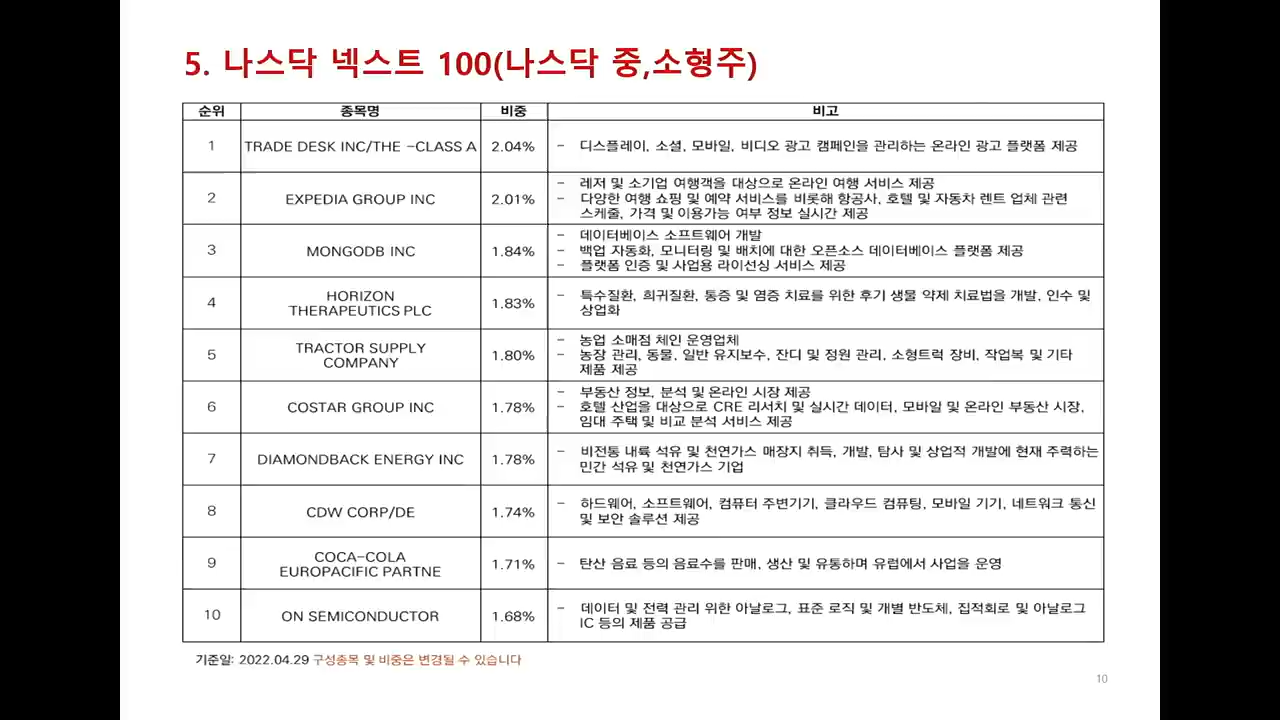 5. 나스닥 넥스트 100(나스닥 중,소형주)
순위 종목명 비중 비고
1 TRADE DESK INC/THE -CLASS A 2.04% - 디스플레이, 소셜, 모바일, 비디오 광고 캠페인을 관리하는 온라인 광고 플랫폼 제공
2 EXPEDIA GROUP INC 2.01% - 레저 및 소기업 여행객을 대상으로 온라인 여행 서비스 제공
- 다양한 여행 쇼핑 및 예약 서비스를 비롯해 항공사, 호텔 및 자동차 렌트 업체 관련
스케줄, 가격 및 이용가능 여부 정보 실시간 제공
3 MONGODB INC 1.84% - 데이터베이스 소프트웨어 개발
- 백업 자동화, 모니터링 및 배치에 대한 오픈소스 데이터베이스 플랫폼 제공
- 플랫폼 인증 및 사업용 라이선싱 서비스 제공
4 HORIZON
THERAPEUTICS PLC 1.83% - 특수질환, 희귀질환, 통증 및 염증 치료를 위한 후기 생물 약제 치료법을 개발, 인수 및
상업화
5 TRACTOR SUPPLY
COMPANY 1.80% - 농업 소매점 체인 운영업체
- 농장 관리, 동물, 일반 유지보수, 잔디 및 정원 관리, 소형트럭 장비, 작업복 및 기타
제품 제공
6 COSTAR GROUP INC 1.78% - 부동산 정보, 분석 및 온라인 시장 제공
- 호텔 산업을 대상으로 CRE 리서치 및 실시간 데이터, 모바일 및 온라인 부동산 시장,
임대 주택 및 비교 분석 서비스 제공
7 DIAMONDBACK ENERGY INC 1.78% - 비전통 내륙 석유 및 천연가스 매장지 취득, 개발, 탐사 및 상업적 개발에 현재 주력하는
민간 석유 및 천연가스 기업
8 CDW CORP/DE 1.74% - 하드웨어, 소프트웨어, 컴퓨터 주변기기, 클라우드 컴퓨팅, 모바일 기기, 네트워크 통신
및 보안 솔루션 제공
9 COCA-COLA
EUROPACIFIC PARTNE 1.71% - 탄산 음료 등의 음료수를 판매, 생산 및 유통하며 유럽에서 사업을 운영
10 ON SEMICONDUCTOR 1.68% - 데이터 및 전력 관리 위한 아날로그, 표준 로직 및 개별 반도체, 집적회로 및 아날로그
IC 등의 제품 공급
기준일: 2022.04.29 구성종목 및 비중은 변경될 수 있습니다
10